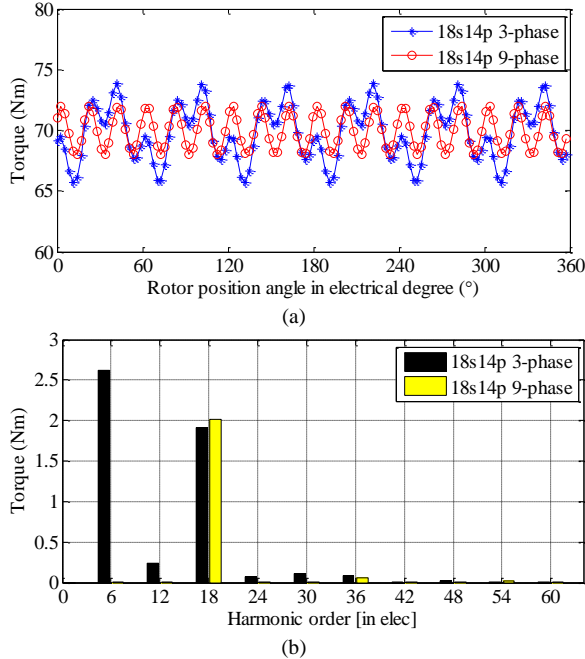 80
18s14p 3-phase
18s14p 9-phase
75
70
65
60
Torque (Nm)
0 60 120 180 240 300 360
Rotor position angle in electrical degree (°)
(a)
3
18s14p 3-phase
18s14p 9-phase
2.5
2
1.5
1
0.5
0
Torque (Nm)
0 6 12 18 24 30 36 42 48 54 60
Harmonic order [in elec]
(b)